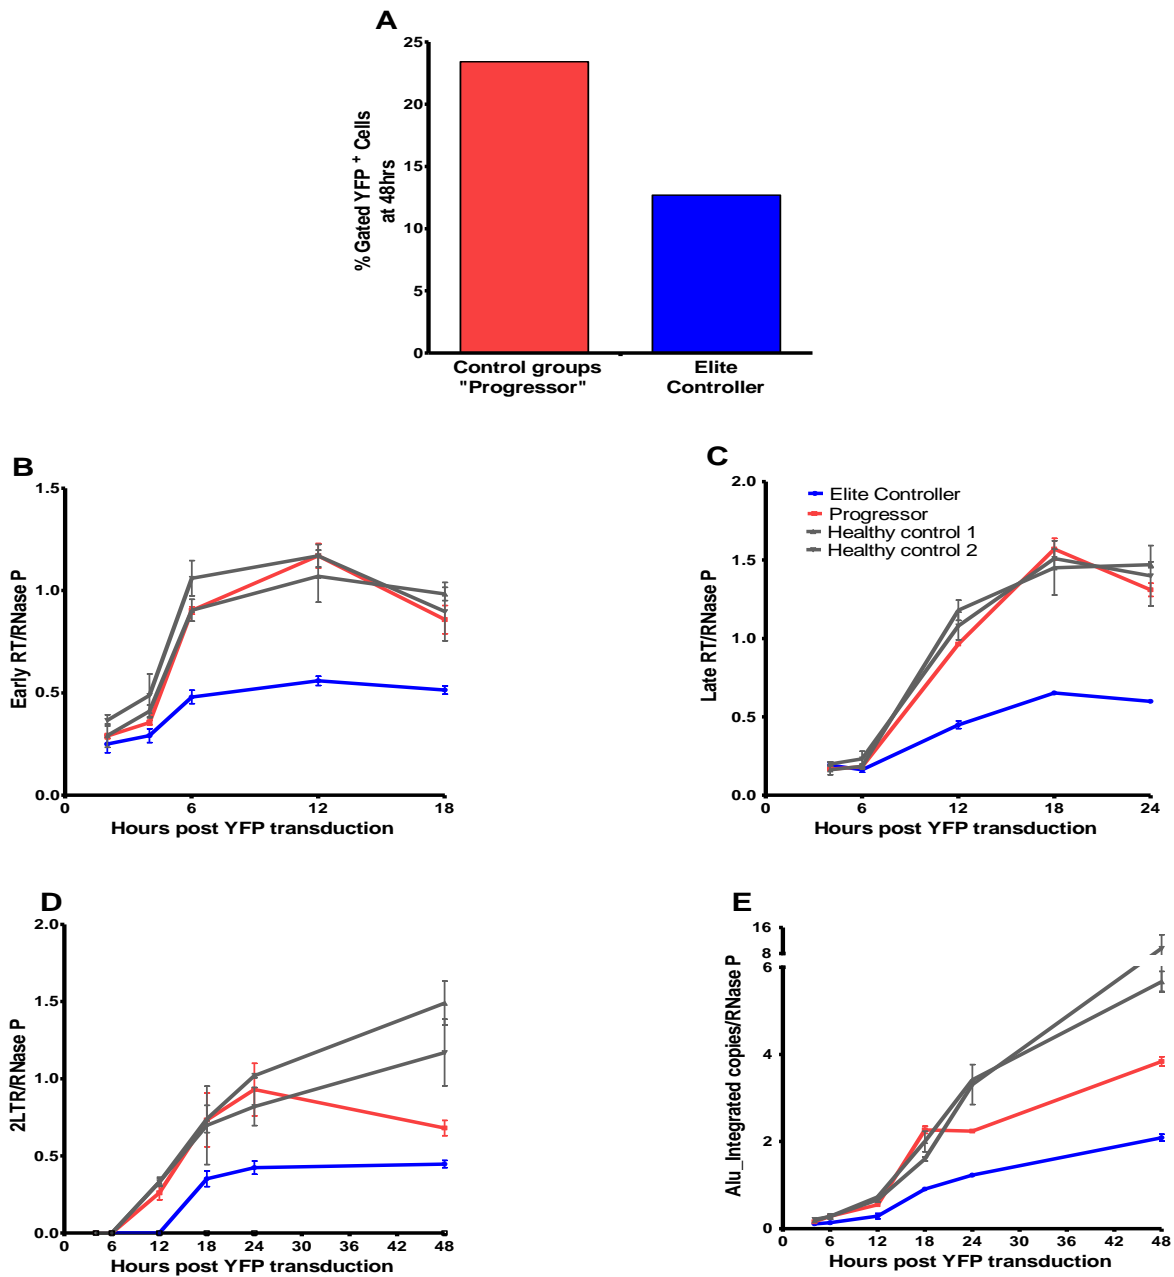 A
% Gated YFP + Cells
at 48hrs
25
20
15
10
5
0
Control groups
"Progressor"
Elite
Controller
B
Early RT/RNase P
1.5
1.0
0.5
0.0
0 6 12 18
Hours post YFP transduction
C
Late RT/RNase P
2.0
1.5
1.0
0.5
0.0
Elite Controller
Progressor
Healthy control 1
Healthy control 2
0 6 12 18 24
Hours post YFP transduction
D
2LTR/RNase P
2.0
1.5
1.0
0.5
0.0
0 6 12 18 24 30 36 42 48
Hours post YFP transduction
E
Alu_Integrated copies/RNase P
16
8
6
4
2
0
0 6 12 18 24 30 36 42 48
Hours post YFP transduction